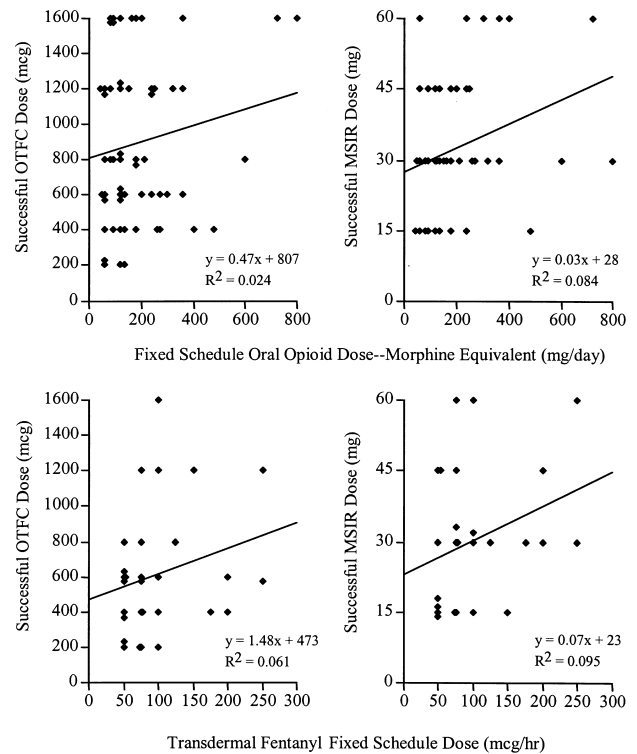 Successful OTFC Dose (mcg)
1600
1400
1200
1000
800
600
400
200
0
0 200 400 600 800
y = 0.47x + 807
R2 = 0.024
Successful MSIR Dose (mg)
60
45
30
15
0
0 200 400 600 800
y = 0.03x + 28
R2 = 0.084
Fixed Schedule Oral Opioid Dose--Morphine Equivalent (mg/day)
Successful OTFC Dose (mcg)
1600
1400
1200
1000
800
600
400
200
0
0 50 100 150 200 250 300
y = 1.48x + 473
R2 = 0.061
Successful MSIR Dose (mg)
60
45
30
15
0
0 50 100 150 200 250 300
y = 0.07x + 23
R2 = 0.095
Transdermal Fentanyl Fixed Schedule Dose (mcg/hr)